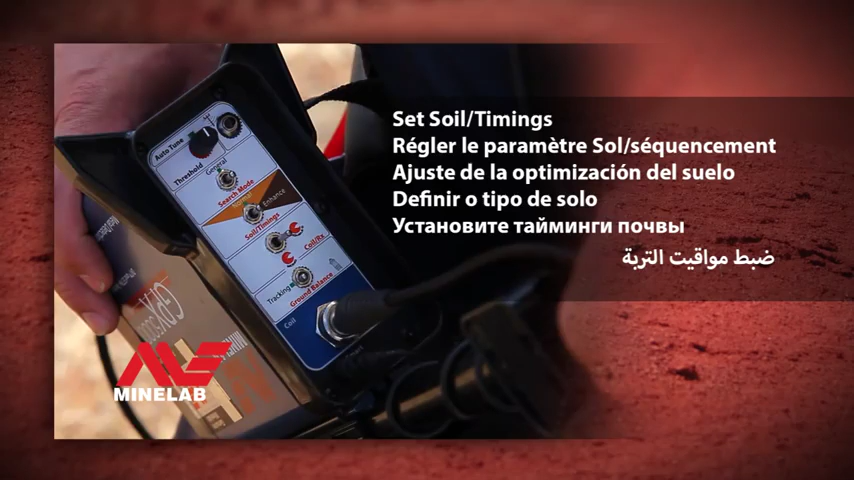 Set Soil/Timings
Régler le paramètre Sol/séquencement
Ajuste de la optimización del suelo
Definir o tipo de solo
Установите тайминги почвы
ضبط مواقيت التربة
Auto Tune
Threshold
General
Search Mode
Enhance
Soil/Timings
Coil/Rx
Tracking
Ground Balance
Coil
MINELAB